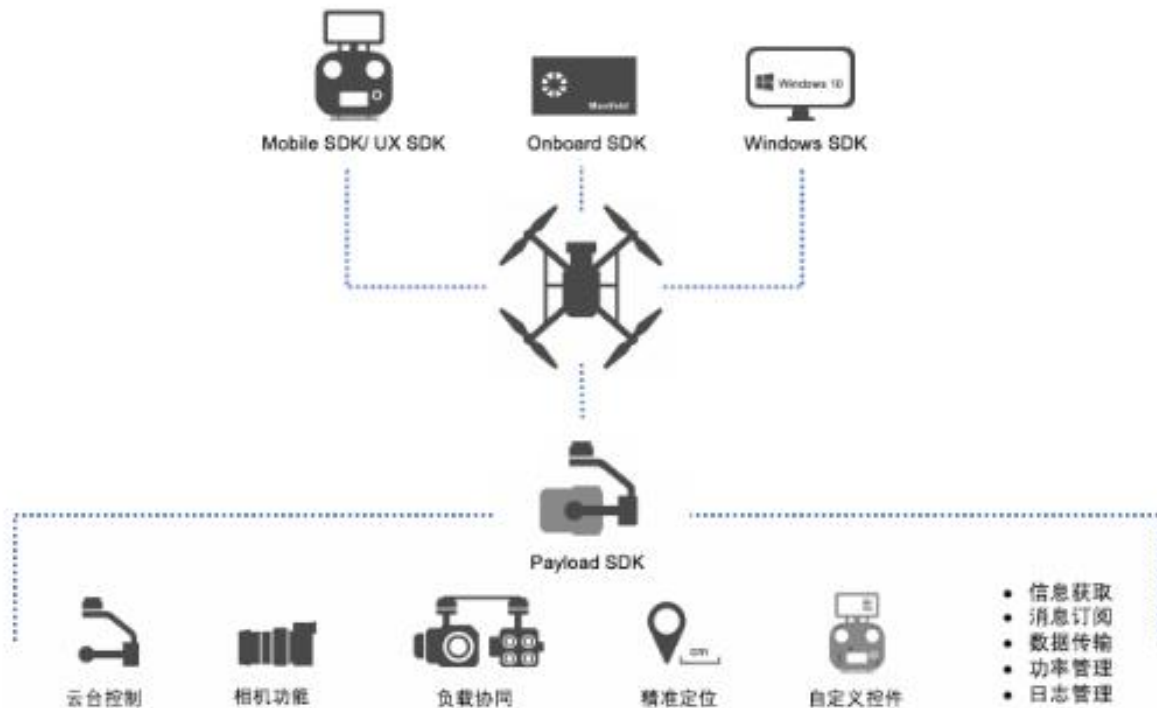 Windows 10
Manifold
Mobile SDK/ UX SDK
Onboard SDK
Windows SDK
Payload SDK
cm
云台控制
相机功能
负载协同
精准定位
自定义控件
• 信息获取
• 消息订阅
• 数据传输
• 功率管理
• 日志管理